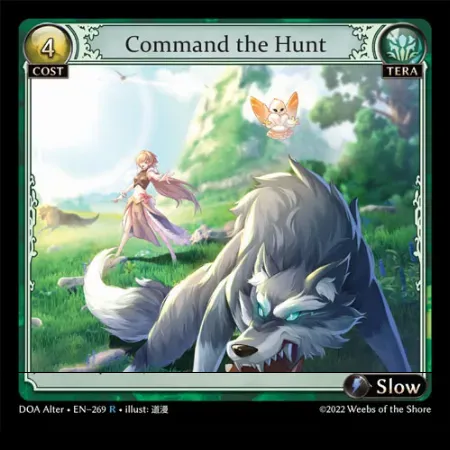 4
Command the Hunt
COST
TERA
Slow
DOA Alter • EN-269 R • illust: 道漫
©2022 Weebs of the Shore